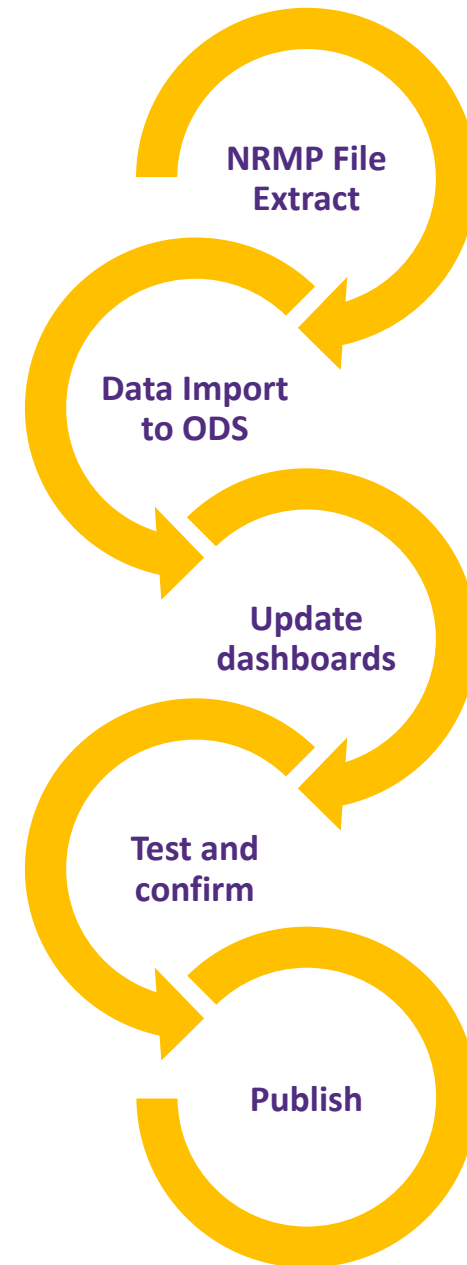 NRMP File
Extract
Data Import
to ODS
Update
dashboards
Test and
confirm
Publish